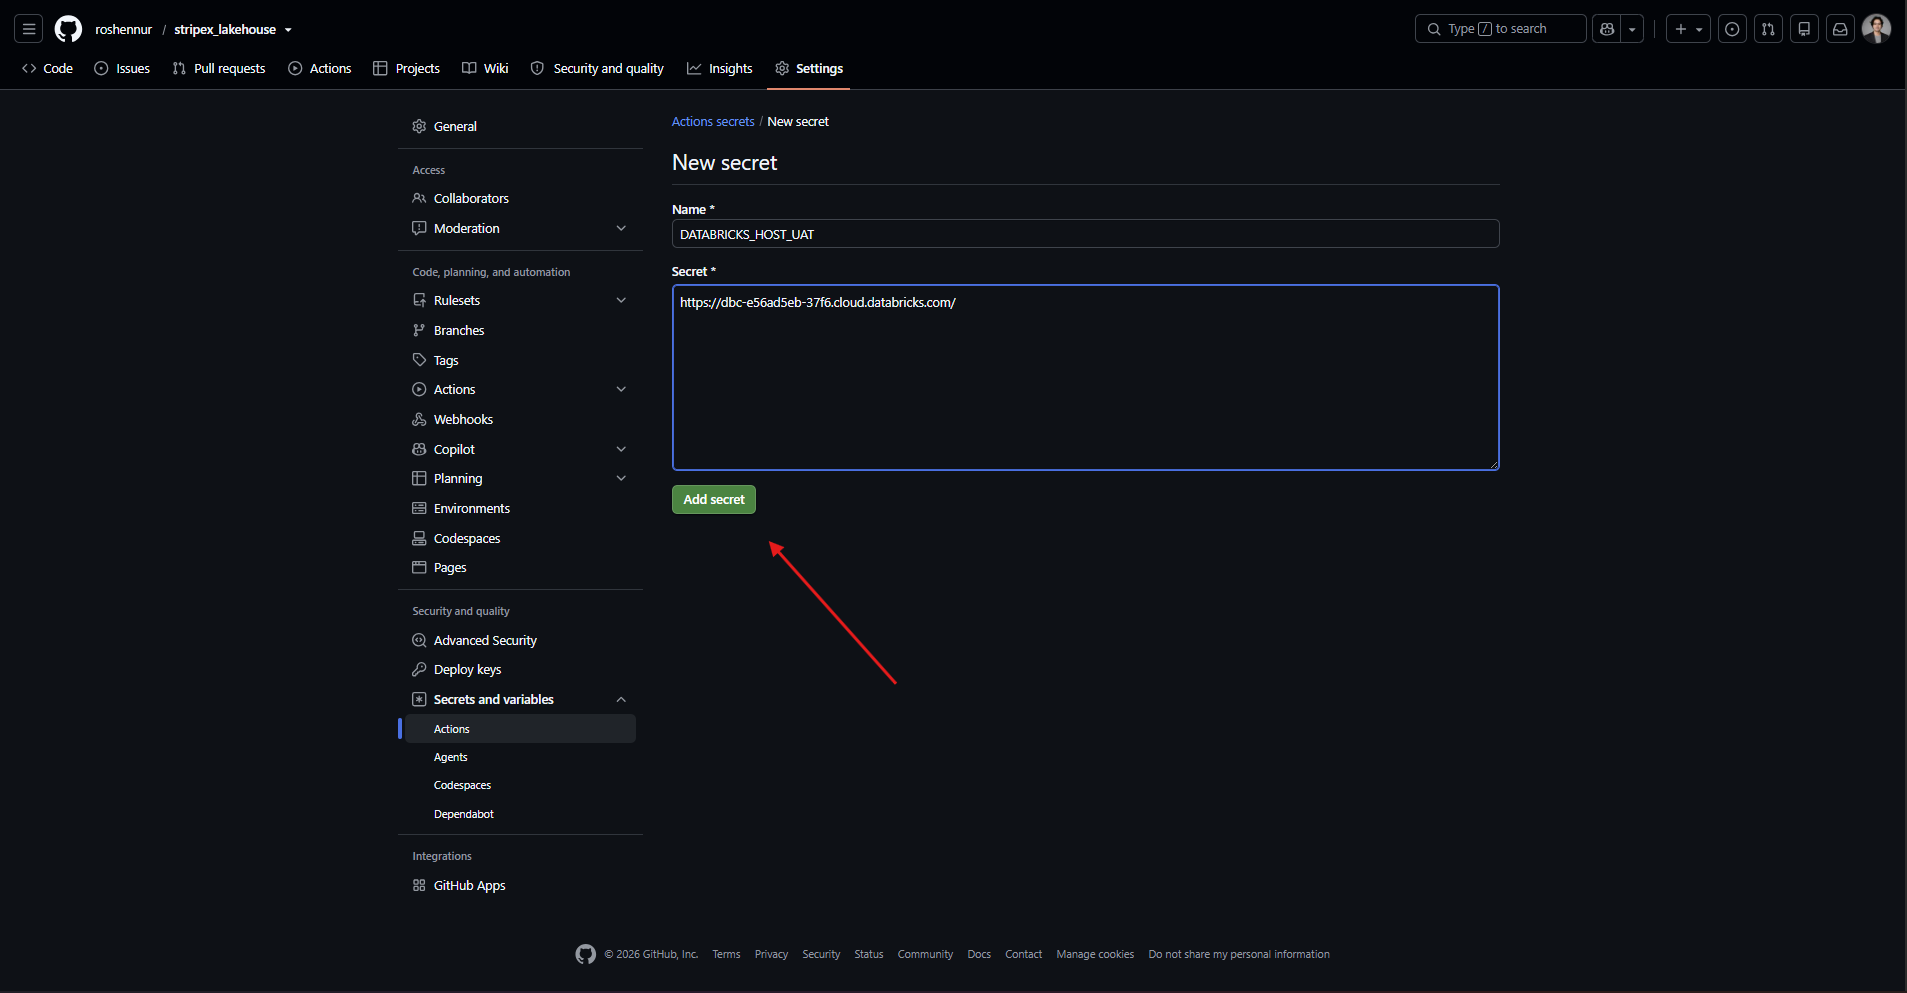 roshennur / stripex_lakehouse
Type / to search
Code
Issues
Pull requests
Actions
Projects
Wiki
Security and quality
Insights
Settings
General
Access
Collaborators
Moderation
Code, planning, and automation
Rulesets
Branches
Tags
Actions
Webhooks
Copilot
Planning
Environments
Codespaces
Pages
Security and quality
Advanced Security
Deploy keys
Secrets and variables
Actions
Agents
Codespaces
Dependabot
Integrations
GitHub Apps
Actions secrets / New secret
New secret
Name *
DATABRICKS_HOST_UAT
Secret *
https://dbc-e56ad5eb-37f6.cloud.databricks.com/
Add secret
© 2026 GitHub, Inc. Terms Privacy Security Status Community Docs Contact Manage cookies Do not share my personal information